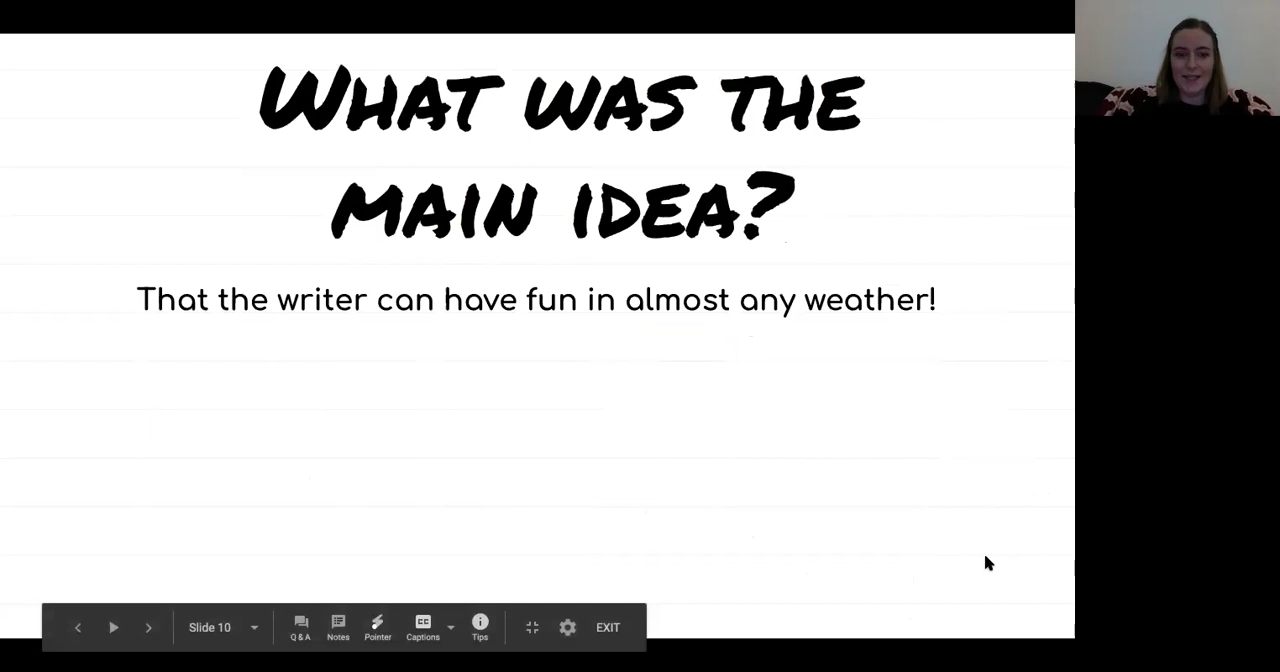 What was the
main idea?
That the writer can have fun in almost any weather!
Slide 10
Q & A
Notes
Pointer
Captions
Tips
EXIT